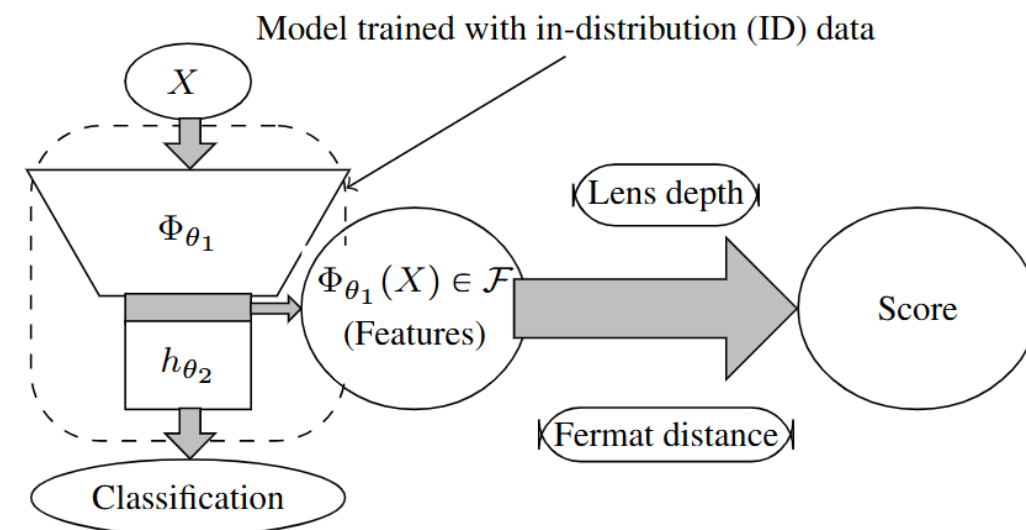 Model trained with in-distribution (ID) data
X
Φθ₁
Φθ₁(X) ∈ ℱ
(Features)
hθ₂
Classification
Lens depth
Fermat distance
Score